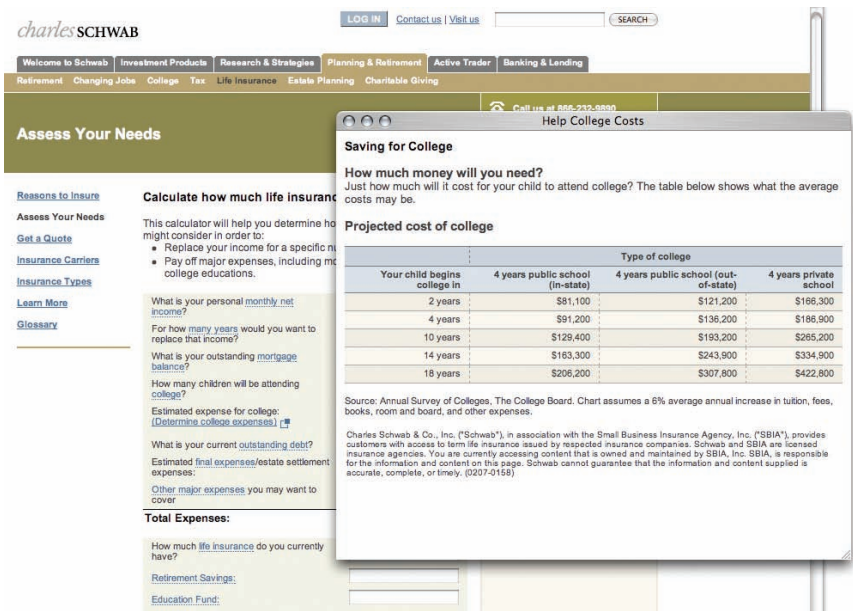 charles SCHWAB
LOG IN Contact us | Visit us SEARCH
Welcome to Schwab Investment Products Research & Strategies Planning & Retirement Active Trader Banking & Lending
Retirement Changing Jobs College Tax Life Insurance Estate Planning Charitable Giving
Call us at 866-232-9890
Assess Your Needs
Reasons to Insure
Assess Your Needs
Get a Quote
Insurance Carriers
Insurance Types
Learn More
Glossary
Calculate how much life insuranc
This calculator will help you determine ho
might consider in order to:
• Replace your income for a specific nu
• Pay off major expenses, including mo
college educations.
What is your personal monthly net
income?
For how many years would you want to
replace that income?
What is your outstanding mortgage
balance?
How many children will be attending
college?
Estimated expense for college:
(Determine college expenses)
What is your current outstanding debt?
Estimated final expenses/estate settlement
expenses:
Other major expenses you may want to
cover
Total Expenses:
How much life insurance do you currently
have?
Retirement Savings:
Education Fund:
Help College Costs
Saving for College
How much money will you need?
Just how much will it cost for your child to attend college? The table below shows what the average
costs may be.
Projected cost of college
Type of college
Your child begins college in 4 years public school (in-state) 4 years public school (out-of-state) 4 years private school
2 years $81,100 $121,200 $166,300
4 years $91,200 $136,200 $186,900
10 years $129,400 $193,200 $265,200
14 years $163,300 $243,900 $334,900
18 years $206,200 $307,800 $422,800
Source: Annual Survey of Colleges, The College Board. Chart assumes a 6% average annual increase in tuition, fees,
books, room and board, and other expenses.
Charles Schwab & Co., Inc. ("Schwab"), in association with the Small Business Insurance Agency, Inc. ("SBIA"), provides
customers with access to term life insurance issued by respected insurance companies. Schwab and SBIA are licensed
insurance agencies. You are currently accessing content that is owned and maintained by SBIA, Inc. SBIA, is responsible
for the information and content on this page. Schwab cannot guarantee that the information and content supplied is
accurate, complete, or timely. (0207-0158)